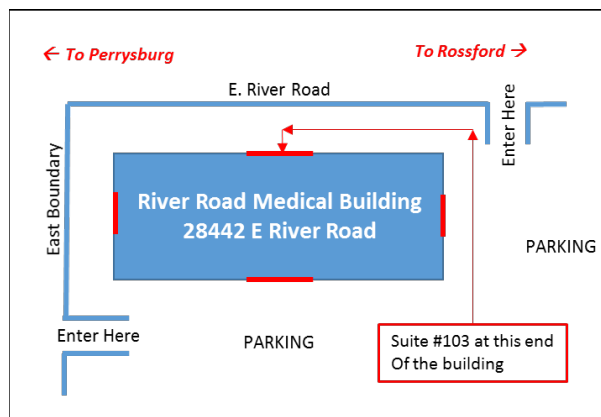 ← To Perrysburg
To Rossford →
E. River Road
Enter Here
East Boundary
River Road Medical Building
28442 E River Road
PARKING
Enter Here
PARKING
Suite #103 at this end
Of the building